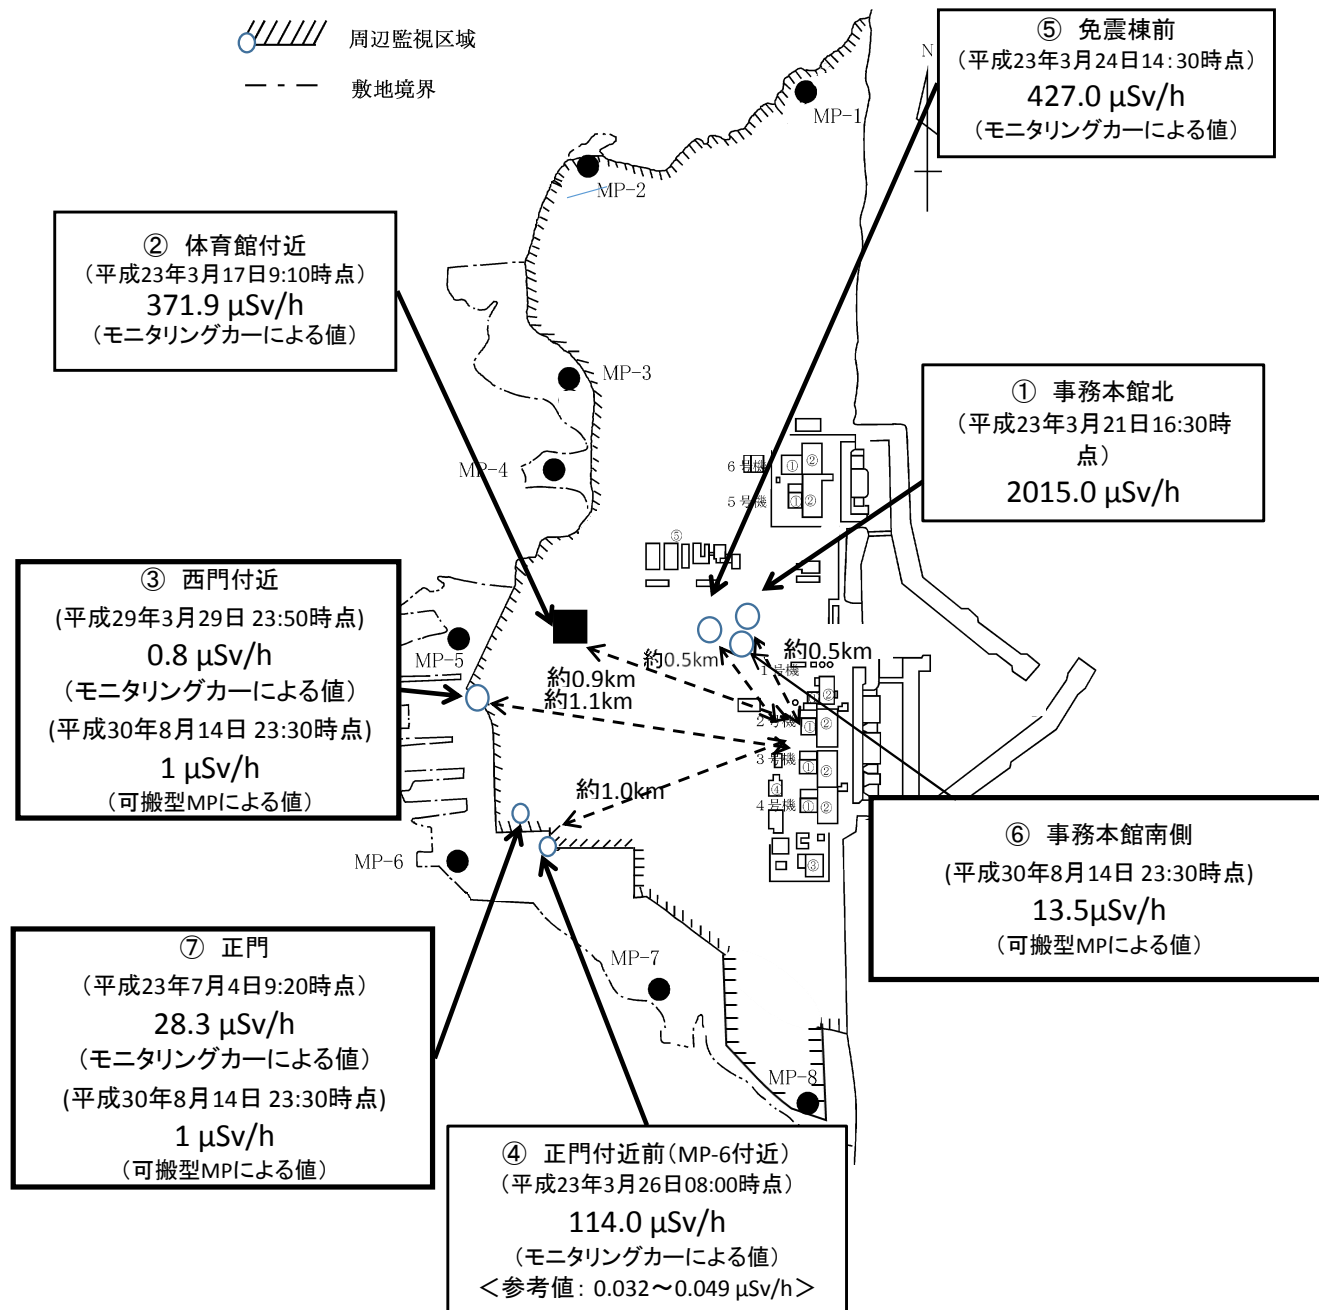 周辺監視区域
敷地境界
⑤ 免震棟前
(平成23年3月24日14:30時点)
427.0 μSv/h
(モニタリングカーによる値)
N
MP-1
MP-2
② 体育館付近
(平成23年3月17日9:10時点)
371.9 μSv/h
(モニタリングカーによる値)
MP-3
① 事務本館北
(平成23年3月21日16:30時
点)
2015.0 μSv/h
MP-4
6号機
①
②
5号機
①
②
⑤
③ 西門付近
(平成29年3月29日 23:50時点)
0.8 μSv/h
(モニタリングカーによる値)
(平成30年8月14日 23:30時点)
1 μSv/h
(可搬型MPによる値)
MP-5
約0.9km
約1.1km
約0.5km
約0.5km
1号機
②
2号機
①
②
3号機
①
②
④
4号機
①
②
③
約1.0km
MP-6
⑥ 事務本館南側
(平成30年8月14日 23:30時点)
13.5μSv/h
(可搬型MPによる値)
⑦ 正門
(平成23年7月4日9:20時点)
28.3 μSv/h
(モニタリングカーによる値)
(平成30年8月14日 23:30時点)
1 μSv/h
(可搬型MPによる値)
MP-7
MP-8
④ 正門付近前(MP-6付近)
(平成23年3月26日08:00時点)
114.0 μSv/h
(モニタリングカーによる値)
＜参考値: 0.032～0.049 μSv/h＞